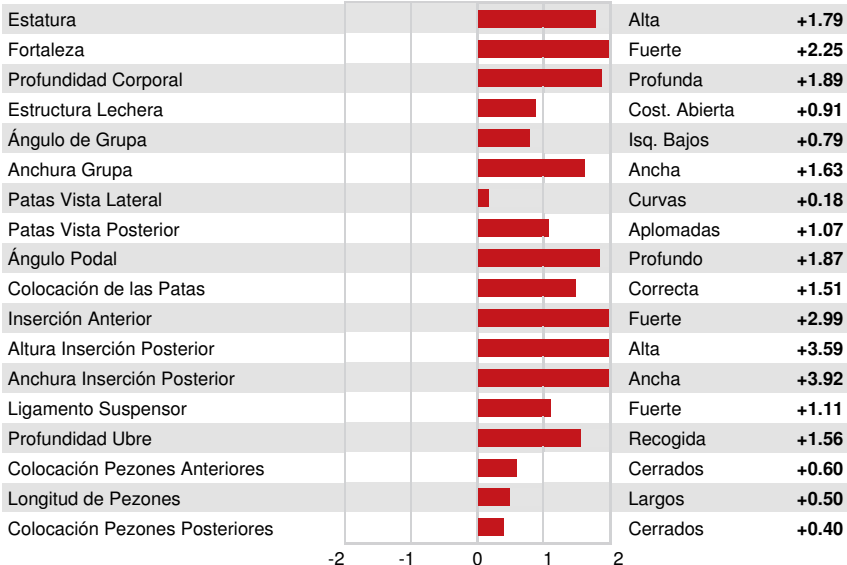 Estatura Alta +1.79
Fortaleza Fuerte +2.25
Profundidad Corporal Profunda +1.89
Estructura Lechera Cost. Abierta +0.91
Ángulo de Grupa Isq. Bajos +0.79
Anchura Grupa Ancha +1.63
Patas Vista Lateral Curvas +0.18
Patas Vista Posterior Aplomadas +1.07
Ángulo Podal Profundo +1.87
Colocación de las Patas Correcta +1.51
Inserción Anterior Fuerte +2.99
Altura Inserción Posterior Alta +3.59
Anchura Inserción Posterior Ancha +3.92
Ligamento Suspensor Fuerte +1.11
Profundidad Ubre Recogida +1.56
Colocación Pezones Anteriores Cerrados +0.60
Longitud de Pezones Largos +0.50
Colocación Pezones Posteriores Cerrados +0.40
-2 -1 0 1 2